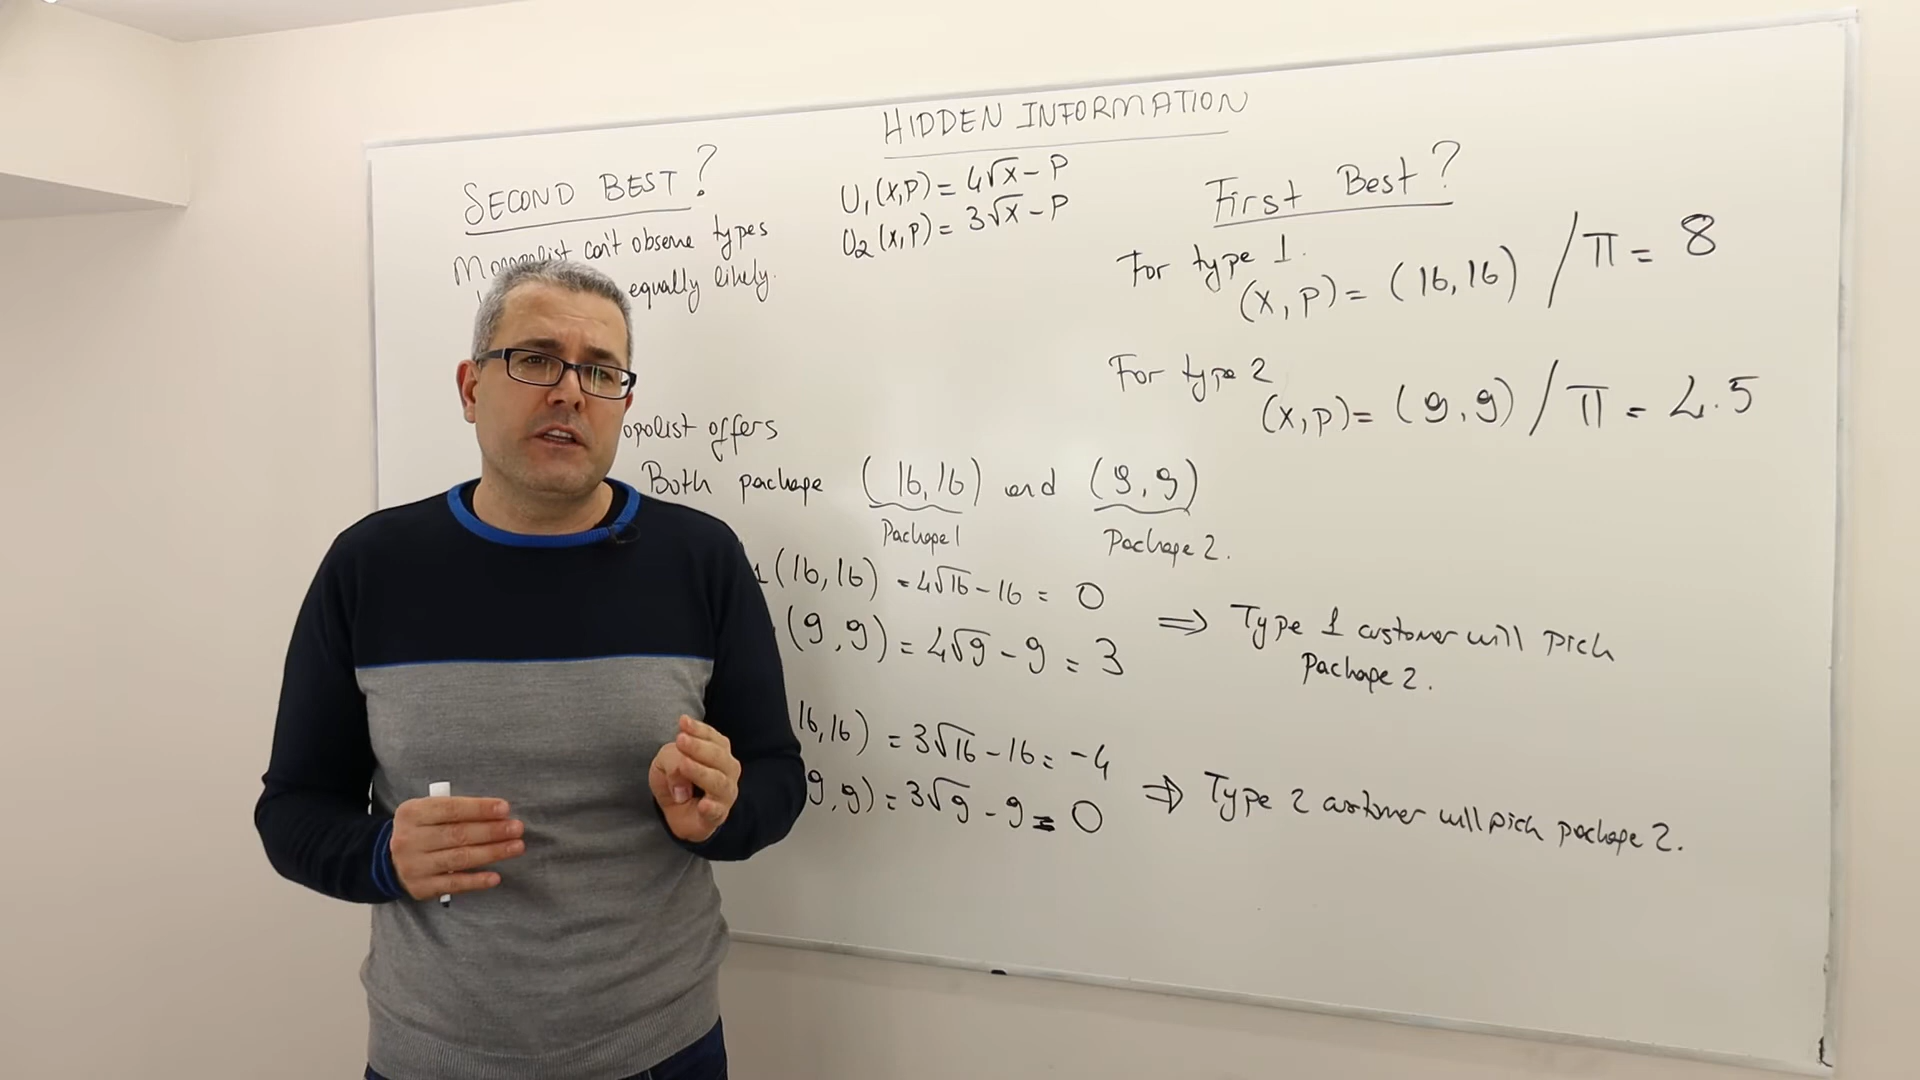 HIDDEN INFORMATION
SECOND BEST?
Monopolist can't observe types
equally likely.
U₁(x,p) = 4√x - P
U₂(x,p) = 3√x - P
First Best?
For type 1.
(x, p) = (16,16) / π = 8
For type 2
(x,p) = (9,9) / π = 4.5
opolist offers
Both package (16,16) and (9,9)
Package 1
Package 2.
1(16,16) = 4√16 - 16 = 0
(9,9) = 4√9 - 9 = 3
⇒ Type 1 customer will pick
package 2.
16,16) = 3√16 - 16 = -4
9,9) = 3√9 - 9 = 0
⇒ Type 2 customer will pick package 2.